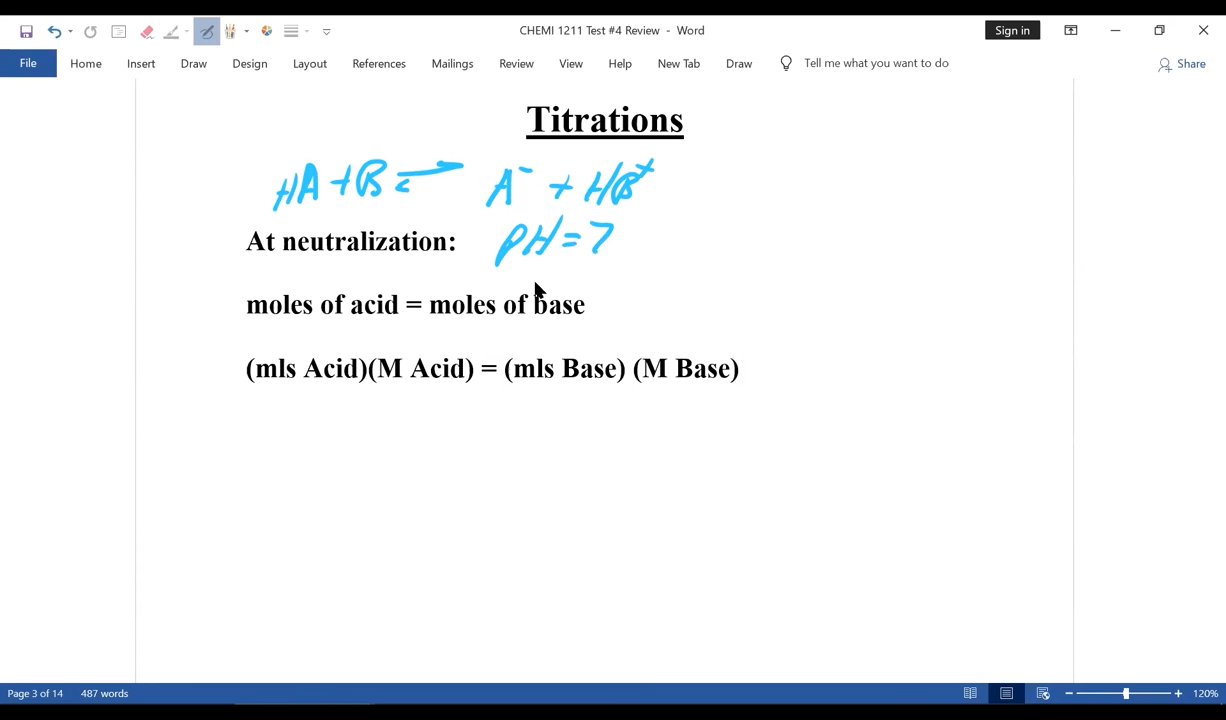 CHEMI 1211 Test #4 Review - Word
Sign in
File Home Insert Draw Design Layout References Mailings Review View Help New Tab Draw Tell me what you want to do Share
Titrations
HA + B ⇌ A⁻ + HB⁺
At neutralization: pH = 7
moles of acid = moles of base
(mls Acid)(M Acid) = (mls Base) (M Base)
Page 3 of 14 487 words 120%